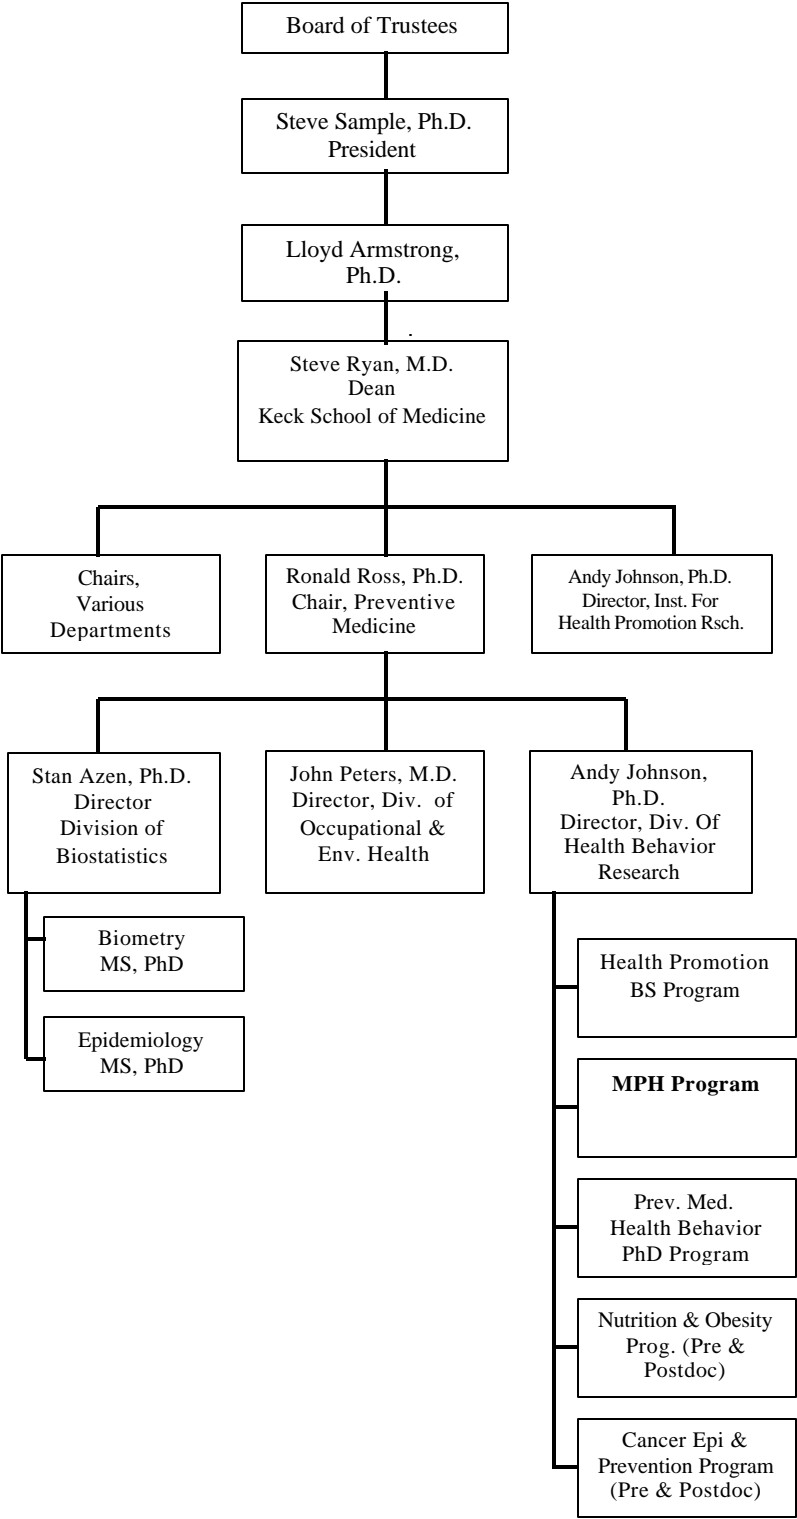 Board of Trustees
Steve Sample, Ph.D.
President
Lloyd Armstrong,
Ph.D.
Steve Ryan, M.D.
Dean
Keck School of Medicine
Chairs,
Various
Departments
Ronald Ross, Ph.D.
Chair, Preventive
Medicine
Andy Johnson, Ph.D.
Director, Inst. For
Health Promotion Rsch.
Stan Azen, Ph.D.
Director
Division of
Biostatistics
John Peters, M.D.
Director, Div. of
Occupational &
Env. Health
Andy Johnson,
Ph.D.
Director, Div. Of
Health Behavior
Research
Biometry
MS, PhD
Epidemiology
MS, PhD
Health Promotion
BS Program
MPH Program
Prev. Med.
Health Behavior
PhD Program
Nutrition & Obesity
Prog. (Pre &
Postdoc)
Cancer Epi &
Prevention Program
(Pre & Postdoc)